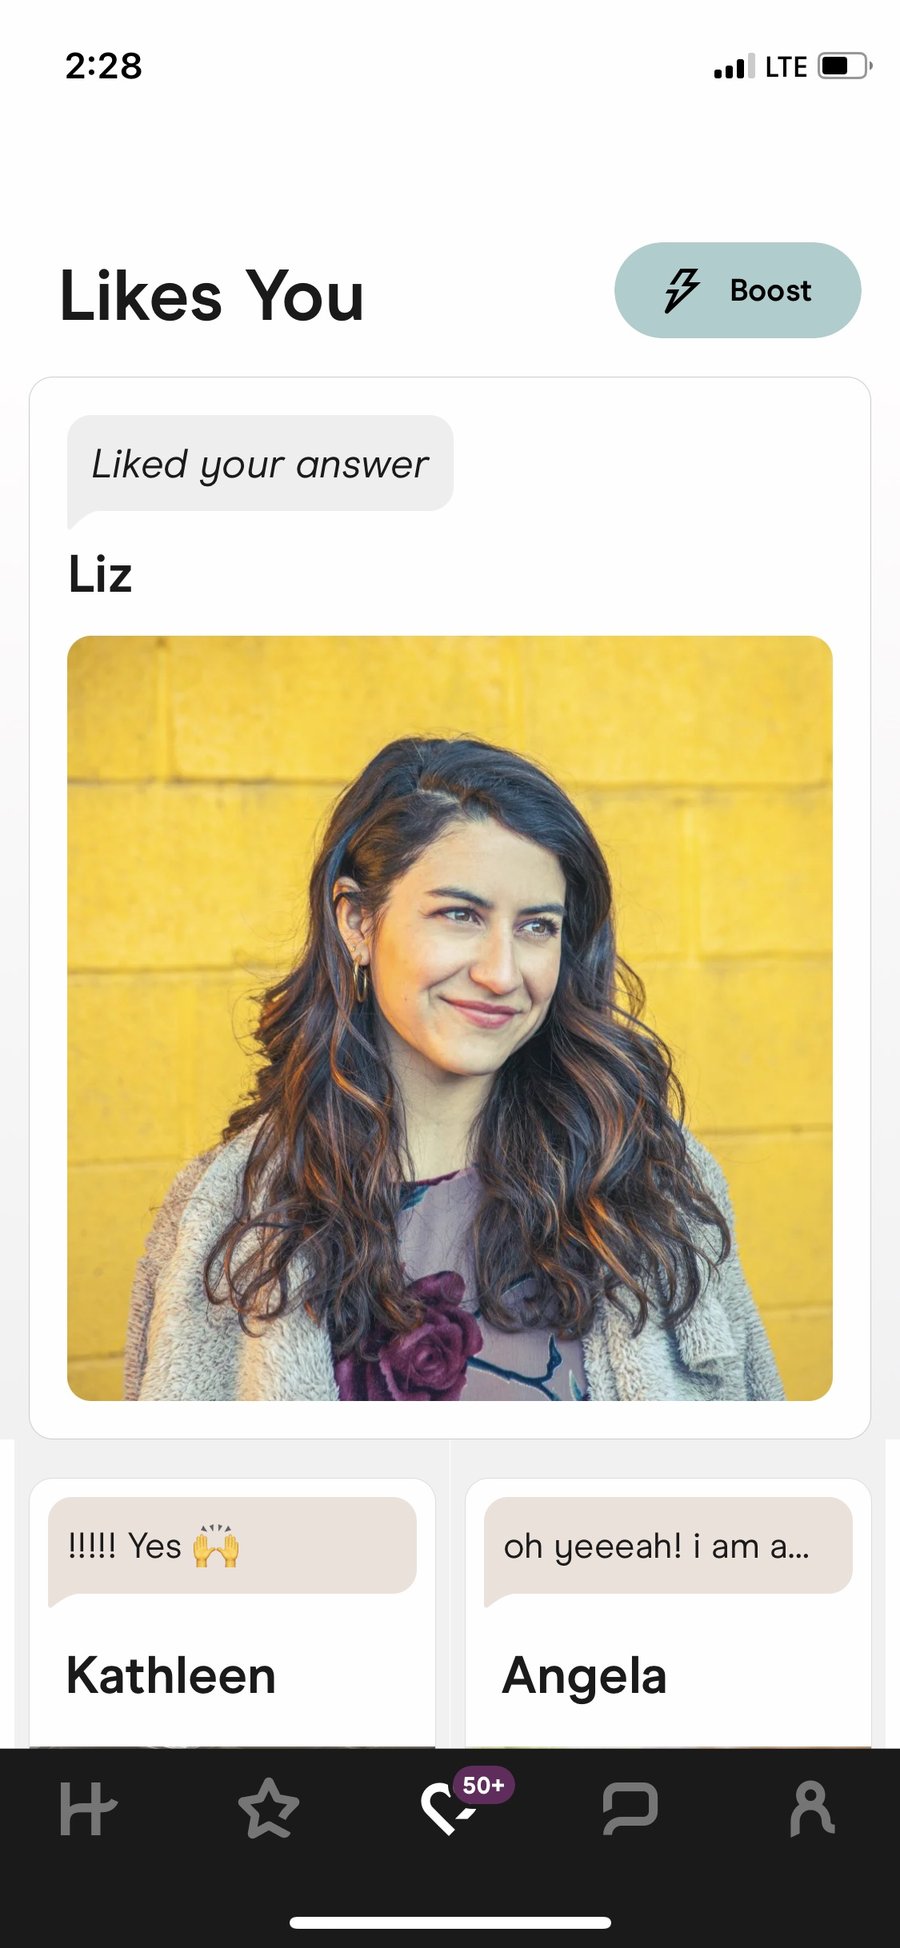 2:28
LTE
Likes You
Boost
Liked your answer
Liz
!!!!! Yes 🙌
oh yeeeah! i am a...
Kathleen
Angela
50+